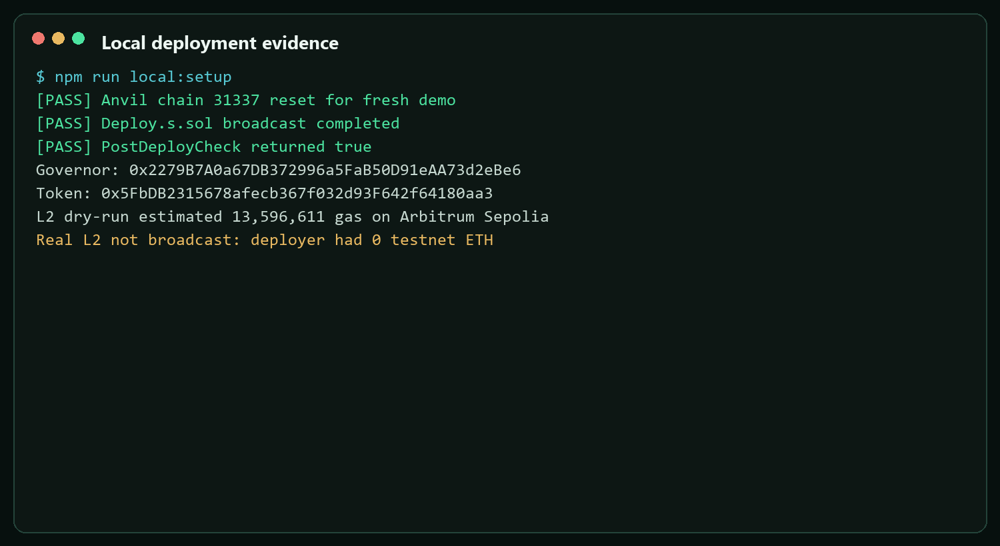 Local deployment evidence
$ npm run local:setup
[PASS] Anvil chain 31337 reset for fresh demo
[PASS] Deploy.s.sol broadcast completed
[PASS] PostDeployCheck returned true
Governor: 0x2279B7A0a67DB372996a5FaB50D91eAA73d2eBe6
Token: 0x5FbDB2315678afecb367f032d93F642f64180aa3
L2 dry-run estimated 13,596,611 gas on Arbitrum Sepolia
Real L2 not broadcast: deployer had 0 testnet ETH